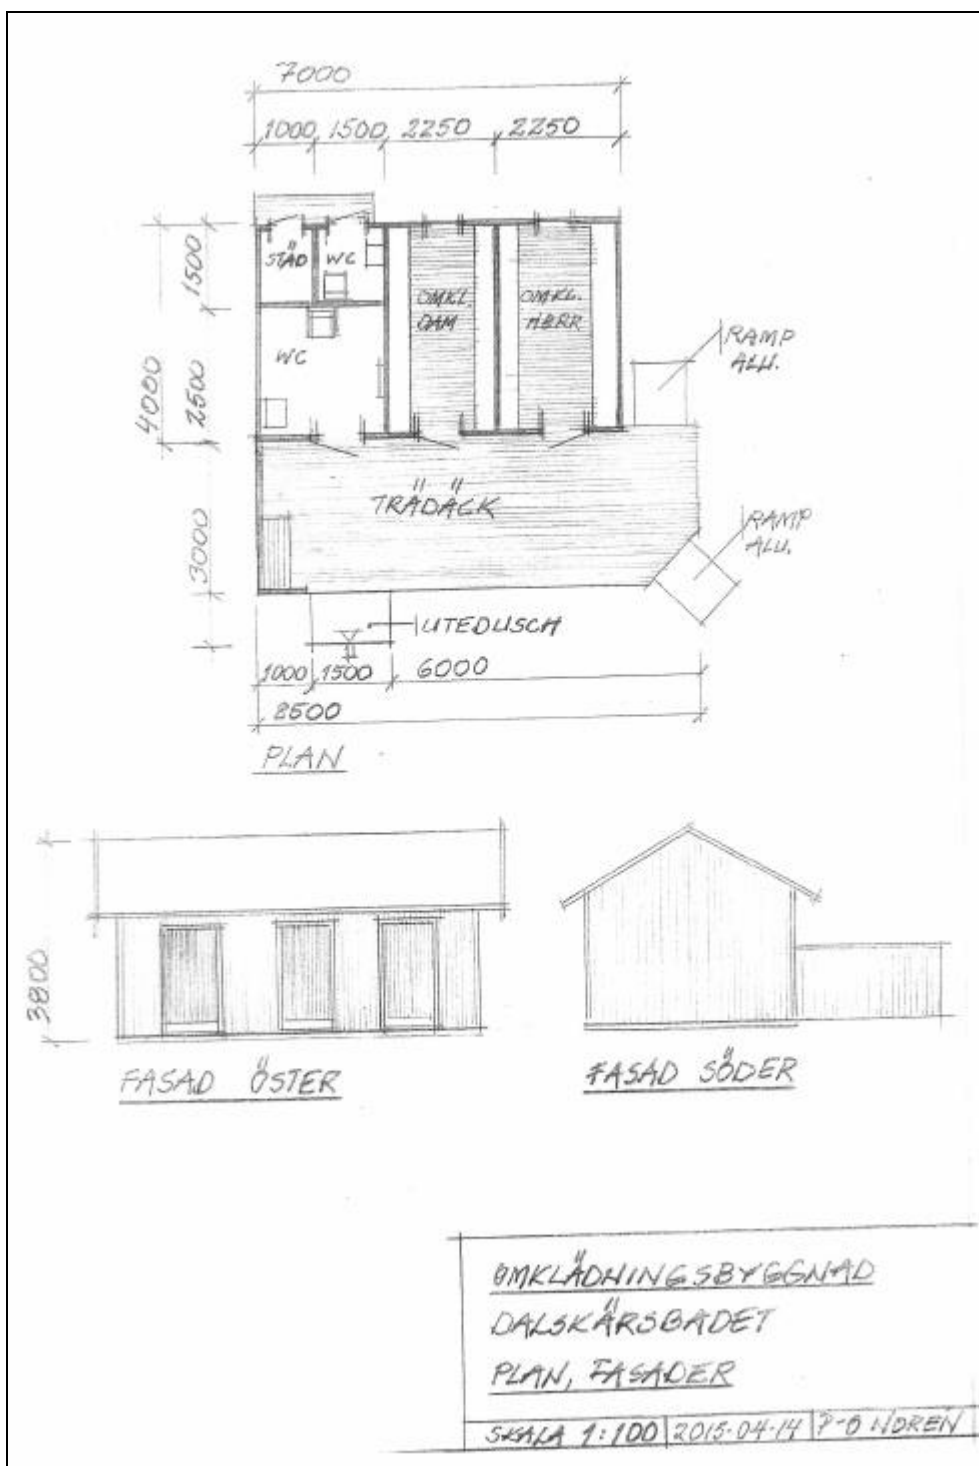 7000
1000 1500 2250 2250
1500
STÄD
WC
OMKL.
DAM
OMKL.
HERR
WC
2500
4000
RAMP
ALU.
TRÄDÄCK
3000
RAMP
ALU.
UTEDUSCH
1000 1500 6000
8500
PLAN
3800
FASAD ÖSTER
FASAD SÖDER
OMKLÄDNINGSBYGGNAD
DALSKÄRSBADET
PLAN, FASADER
SKALA 1:100 2015-04-14 P-O NORÉN